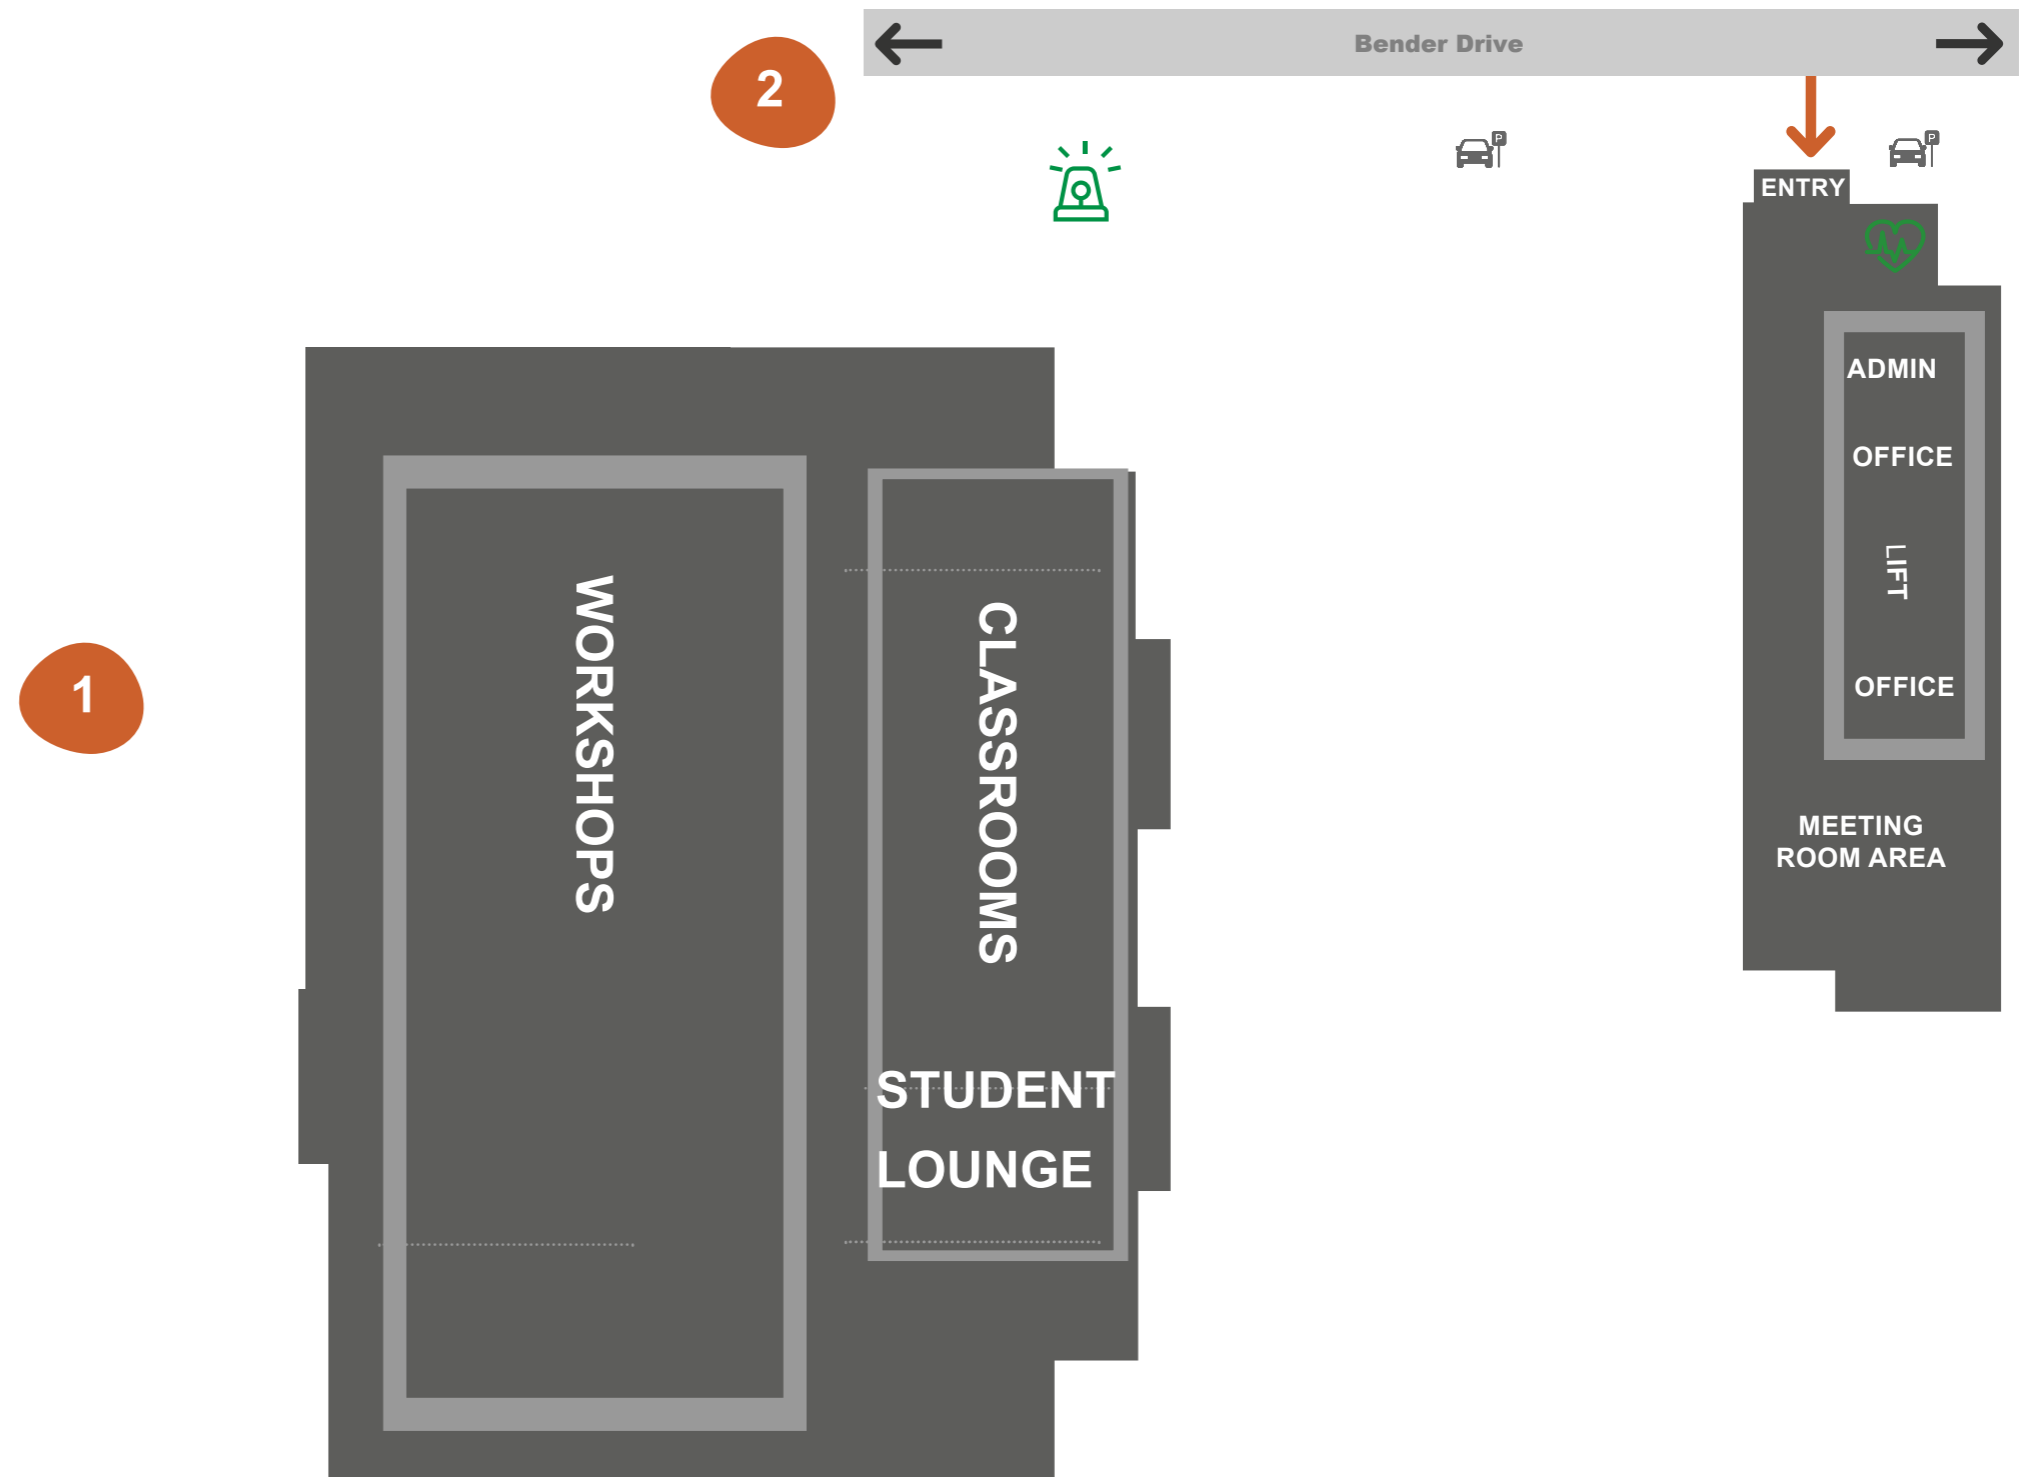 Bender Drive
2
P
P
ENTRY
ADMIN
OFFICE
LIFT
OFFICE
MEETING
ROOM AREA
1
WORKSHOPS
CLASSROOMS
STUDENT
LOUNGE